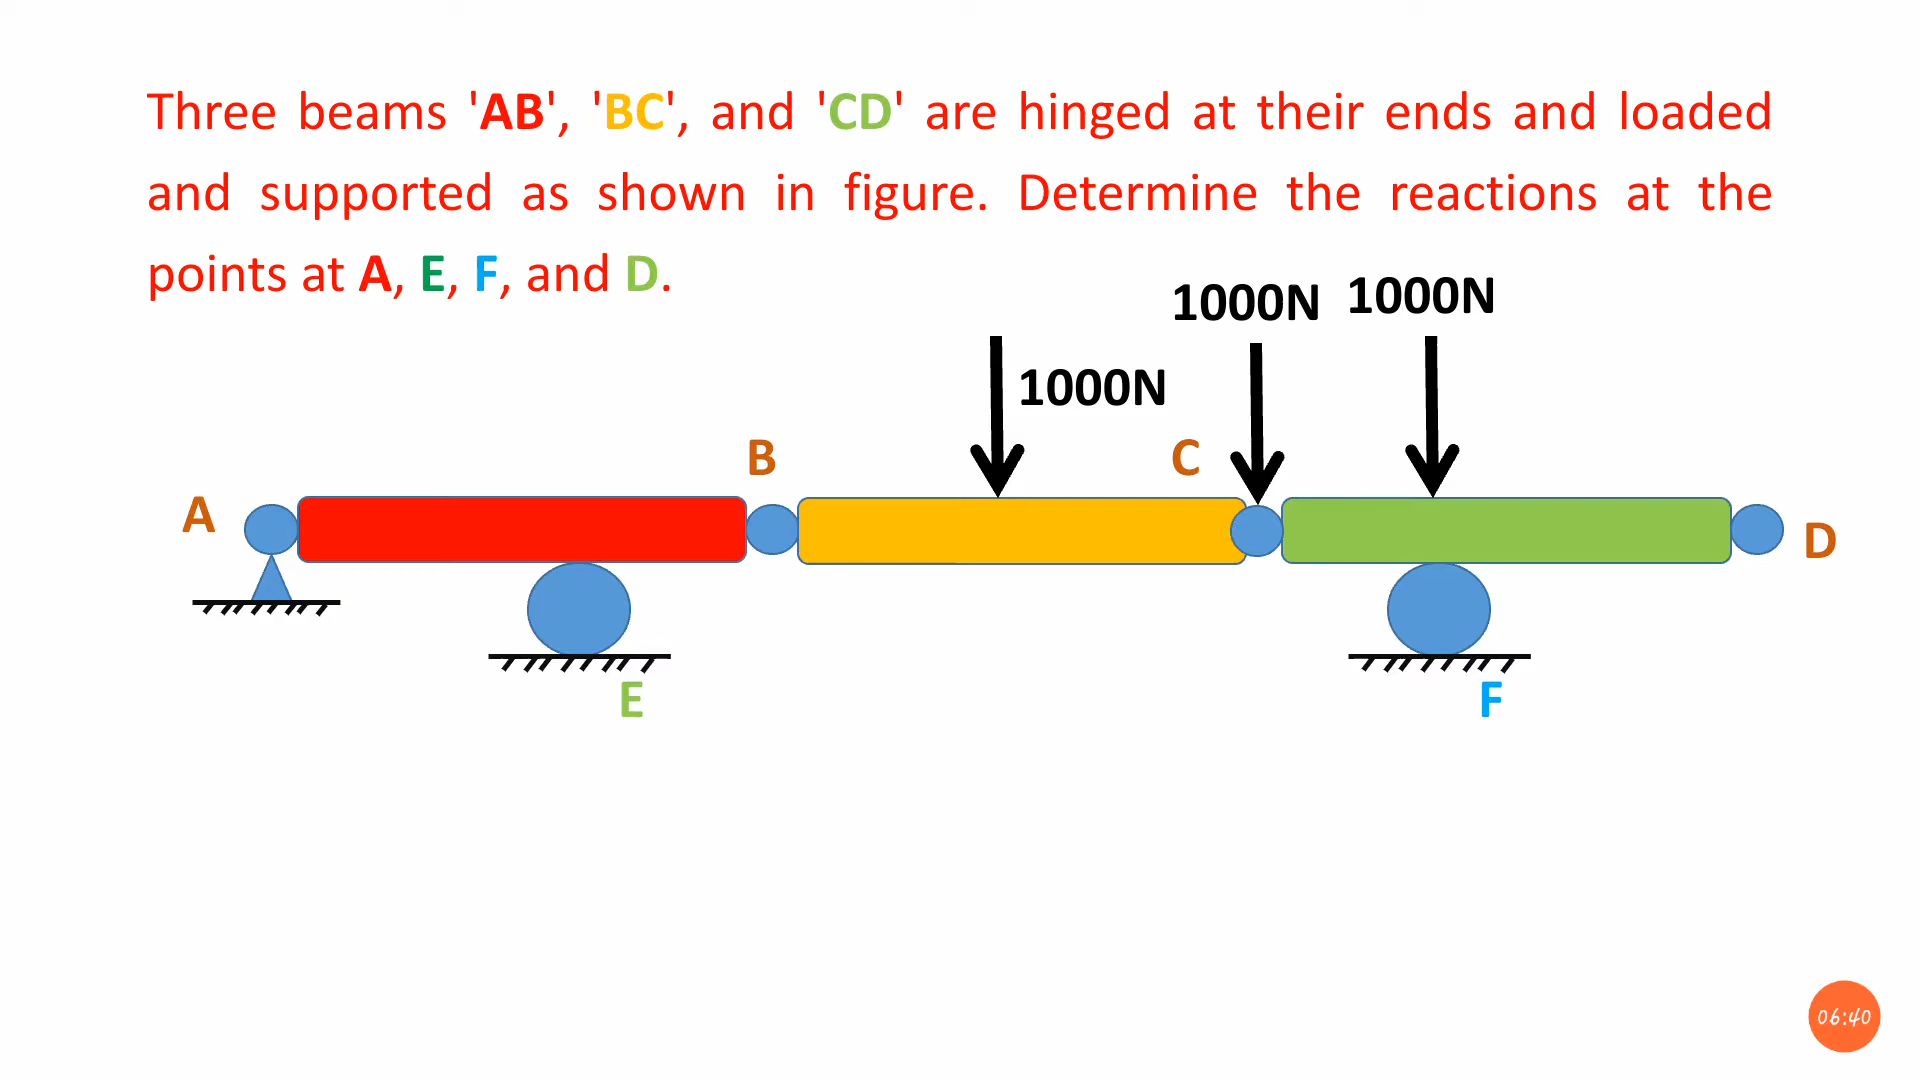 Three beams 'AB', 'BC', and 'CD' are hinged at their ends and loaded
and supported as shown in figure. Determine the reactions at the
points at A, E, F, and D.
1000N 1000N
1000N
B
C
A
D
E
F
06:40